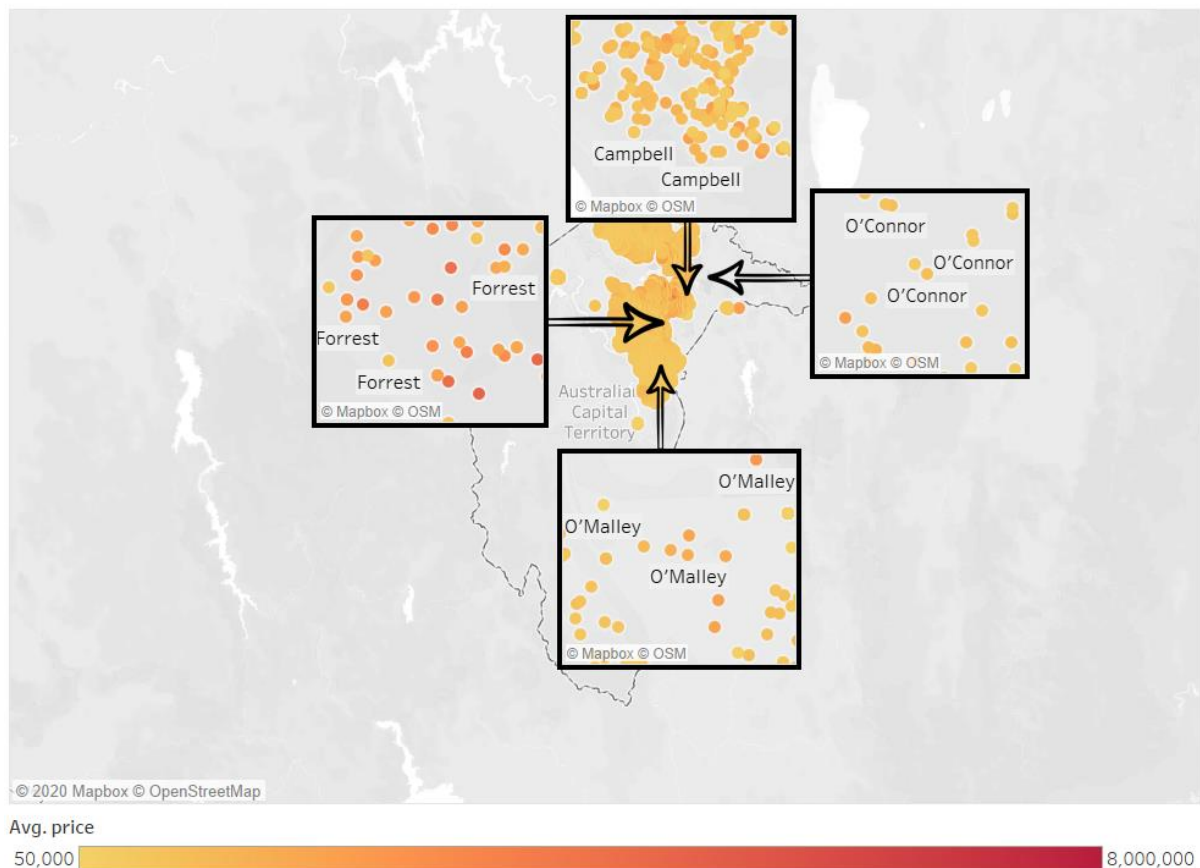 Campbell
Campbell
© Mapbox © OSM
O'Connor
O'Connor
O'Connor
© Mapbox © OSM
Forrest
Forrest
Forrest
© Mapbox © OSM
Australian
Capital
Territory
O'Malley
O'Malley
O'Malley
© Mapbox © OSM
© 2020 Mapbox © OpenStreetMap
Avg. price
50,000 8,000,000